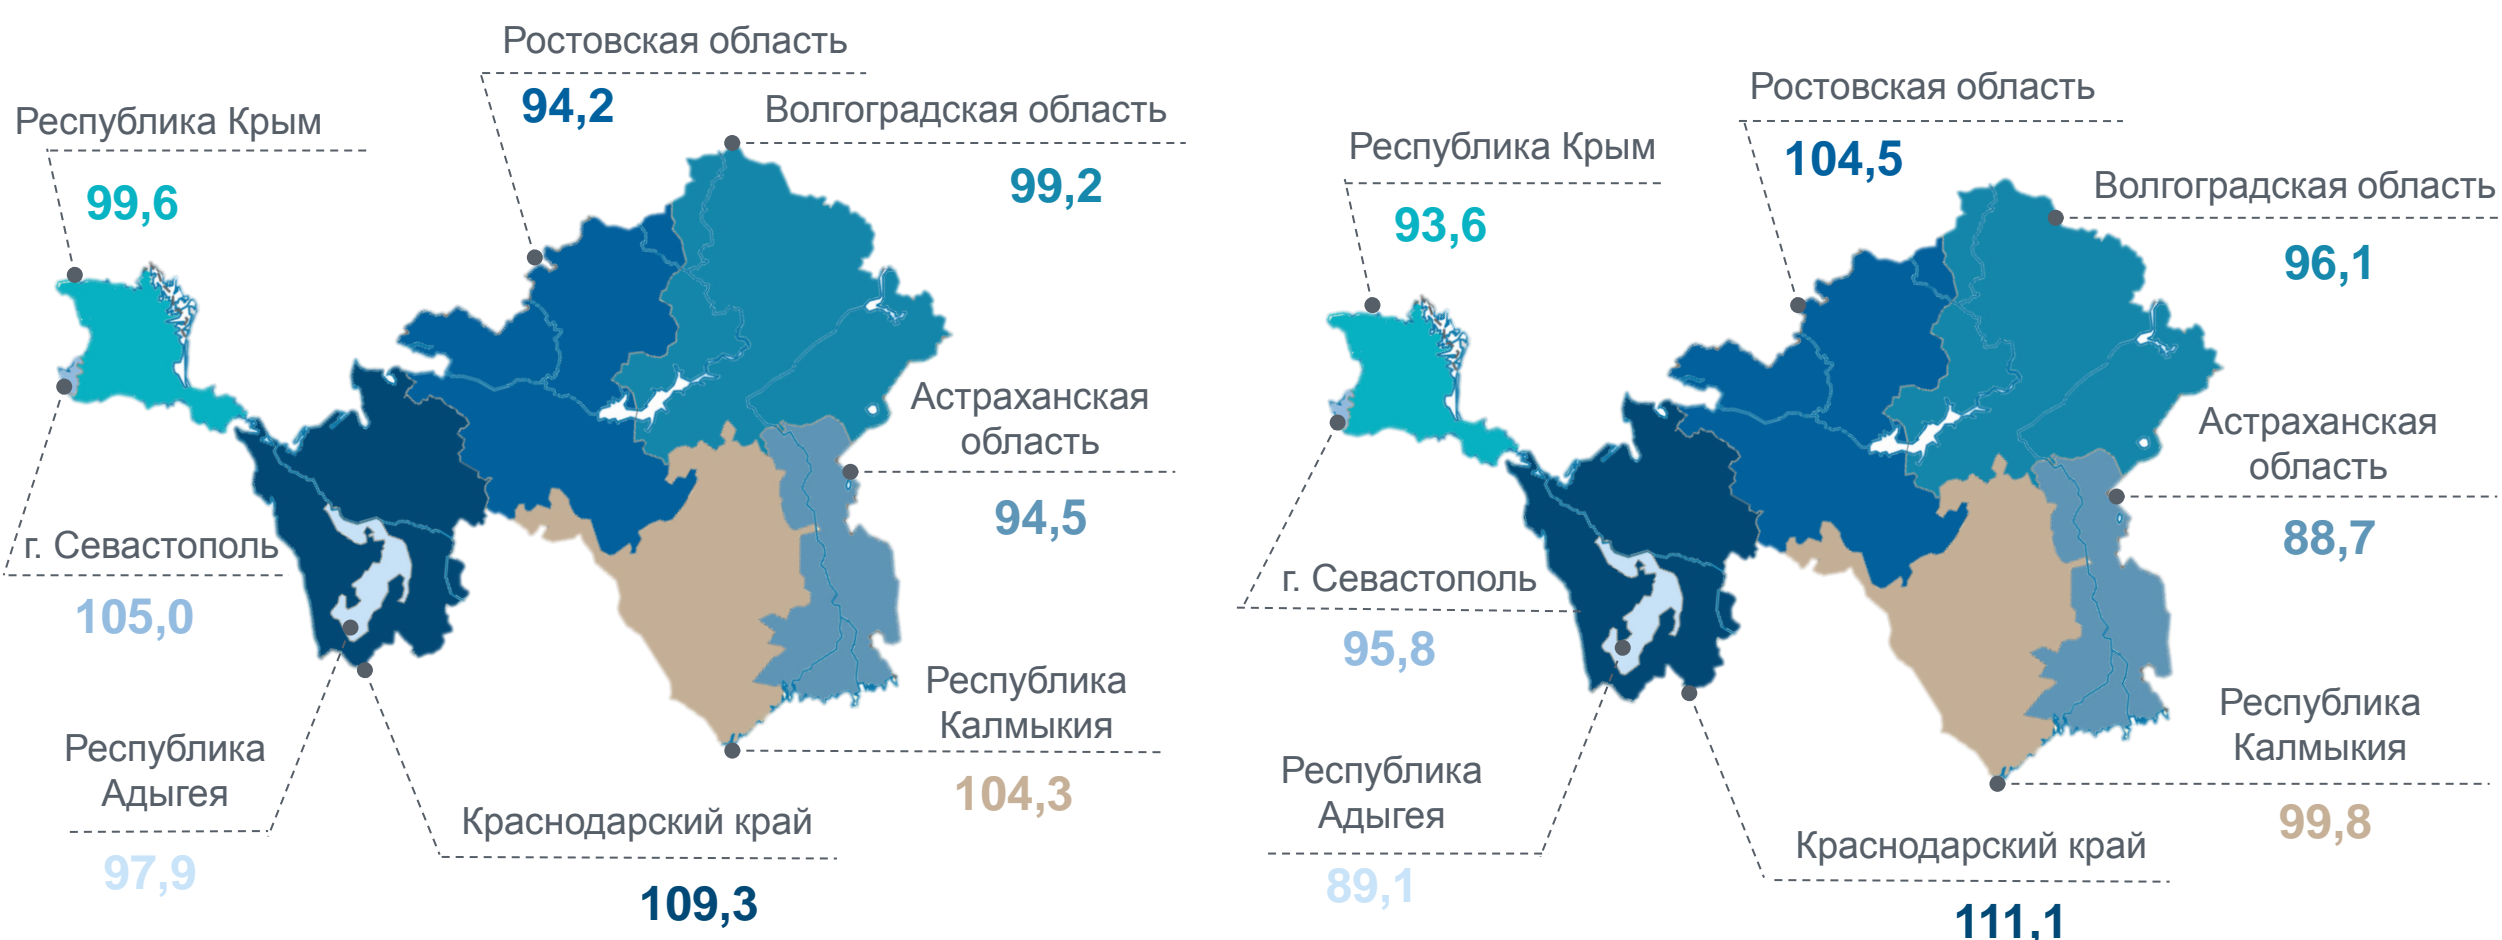 Ростовская область
94,2
Республика Крым
99,6
Волгоградская область
99,2
Астраханская
область
94,5
г. Севастополь
105,0
Республика
Калмыкия
104,3
Республика
Адыгея
97,9
Краснодарский край
109,3
Ростовская область
104,5
Республика Крым
93,6
Волгоградская область
96,1
Астраханская
область
88,7
г. Севастополь
95,8
Республика
Калмыкия
99,8
Республика
Адыгея
89,1
Краснодарский край
111,1